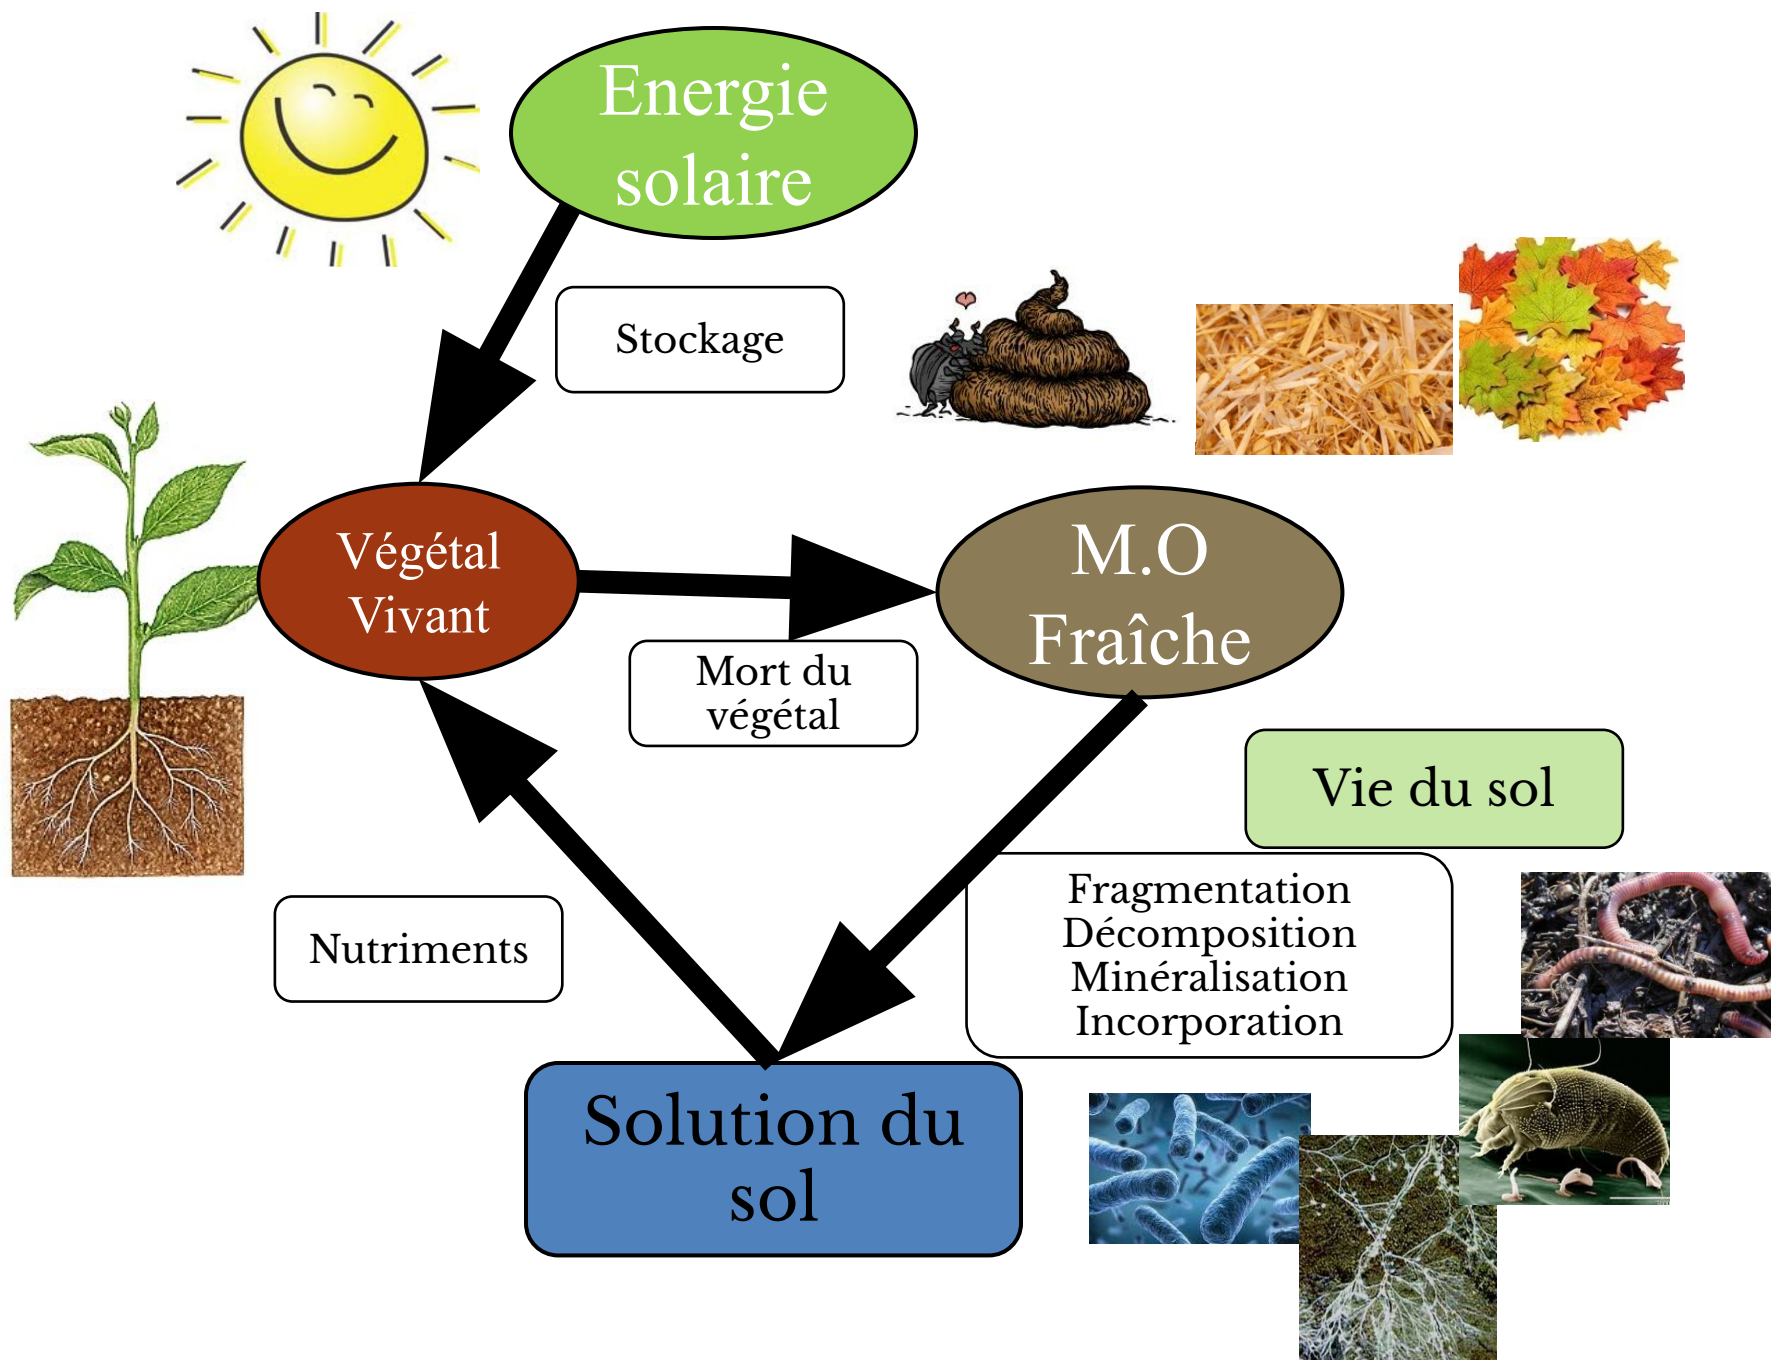 Energie
solaire
Stockage
Végétal
Vivant
M.O
Fraîche
Mort du
végétal
Vie du sol
Fragmentation
Décomposition
Minéralisation
Incorporation
Nutriments
Solution du
sol